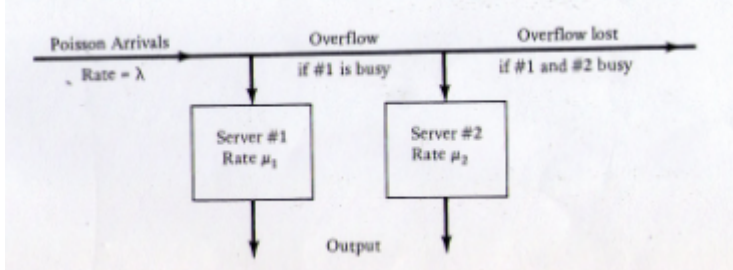 Poisson Arrivals
Rate = λ
Overflow
if #1 is busy
Overflow lost
if #1 and #2 busy
Server #1
Rate μ₁
Server #2
Rate μ₂
Output